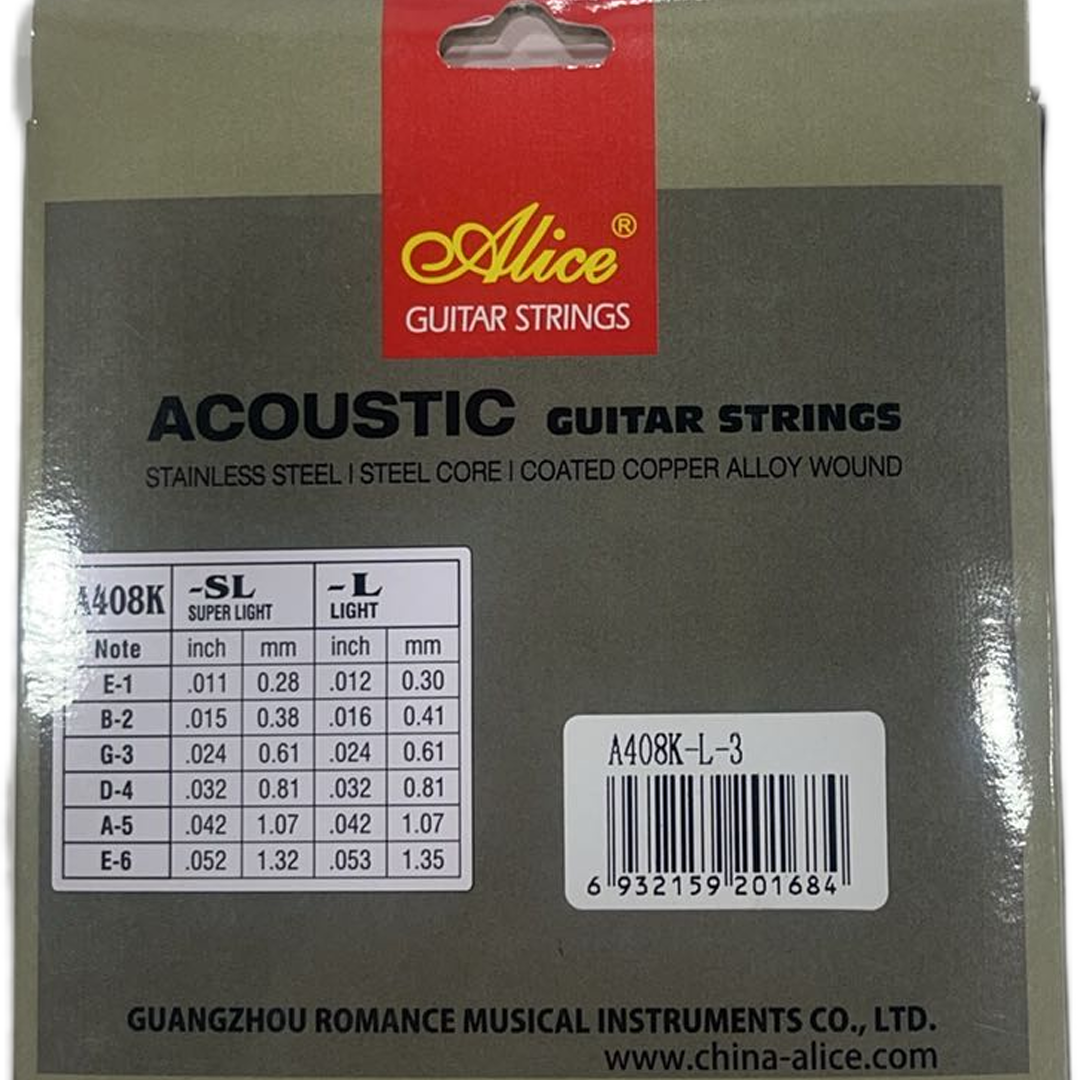 Alice®
GUITAR STRINGS
ACOUSTIC GUITAR STRINGS
STAINLESS STEEL | STEEL CORE | COATED COPPER ALLOY WOUND
A408K -SL SUPER LIGHT -L LIGHT
Note inch mm inch mm
E-1 .011 0.28 .012 0.30
B-2 .015 0.38 .016 0.41
G-3 .024 0.61 .024 0.61
D-4 .032 0.81 .032 0.81
A-5 .042 1.07 .042 1.07
E-6 .052 1.32 .053 1.35
A408K-L-3
6 932159 201684
GUANGZHOU ROMANCE MUSICAL INSTRUMENTS CO., LTD.
www.china-alice.com